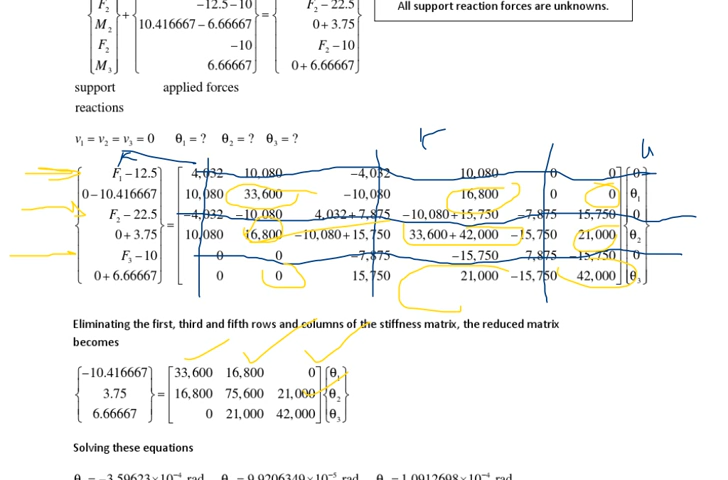 All support reaction forces are unknowns.
F₂ −12.5−10 F₂−22.5
M₂ + 10.416667−6.66667 = 0+3.75
F₂ −10 F₂−10
M₃ 6.66667 0+6.66667
support applied forces
reactions
v₁ = v₂ = v₃ = 0 θ₁ = ? θ₂ = ? θ₃ = ?
F₁−12.5 4,032 10,080 −4,032 10,080 0 0
0−10.416667 10,080 33,600 −10,080 16,800 0 0 θ₁
F₂−22.5 −4,032 −10,080 4,032+7,875 −10,080+15,750 −7,875 15,750 0
0+3.75 = 10,080 16,800 −10,080+15,750 33,600+42,000 −15,750 21,000 θ₂
F₃−10 0 0 −7,875 −15,750 7,875 −15,750 0
0+6.66667 0 0 15,750 21,000 −15,750 42,000 θ₃
Eliminating the first, third and fifth rows and columns of the stiffness matrix, the reduced matrix
becomes
−10.416667 33,600 16,800 0 θ₁
3.75 = 16,800 75,600 21,000 θ₂
6.66667 0 21,000 42,000 θ₃
Solving these equations